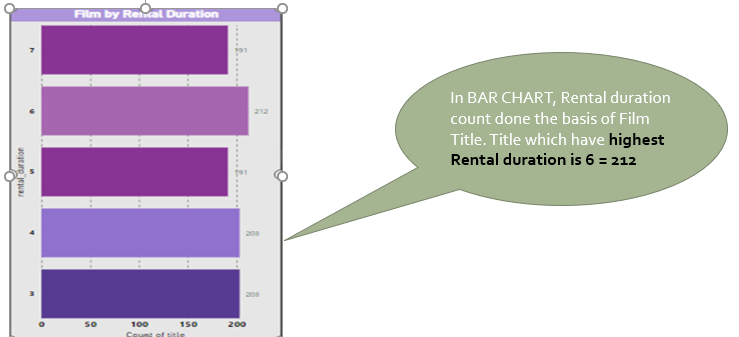 Film by Rental Duration
7
191
6
212
5
191
4
203
3
203
rental_duration
0 50 100 150 200
Count of title
In BAR CHART, Rental duration
count done the basis of Film
Title. Title which have highest
Rental duration is 6 = 212